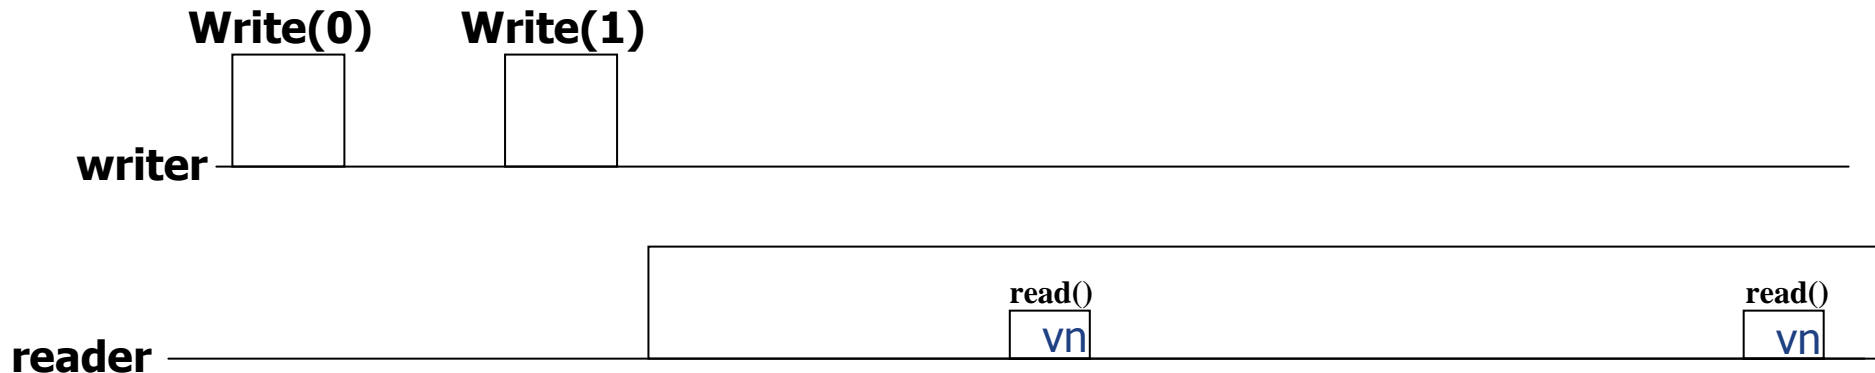 Write(0) Write(1)
writer
read() read()
vn vn
reader